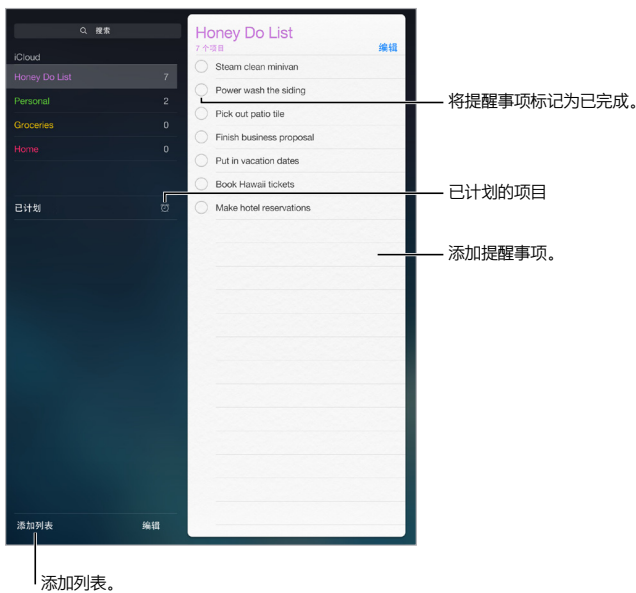 搜索
iCloud
Honey Do List 7
Personal 2
Groceries 0
Home 0
已计划
添加列表 编辑
Honey Do List
7 个项目 编辑
Steam clean minivan
Power wash the siding
Pick out patio tile
Finish business proposal
Put in vacation dates
Book Hawaii tickets
Make hotel reservations
将提醒事项标记为已完成。
已计划的项目
添加提醒事项。
添加列表。